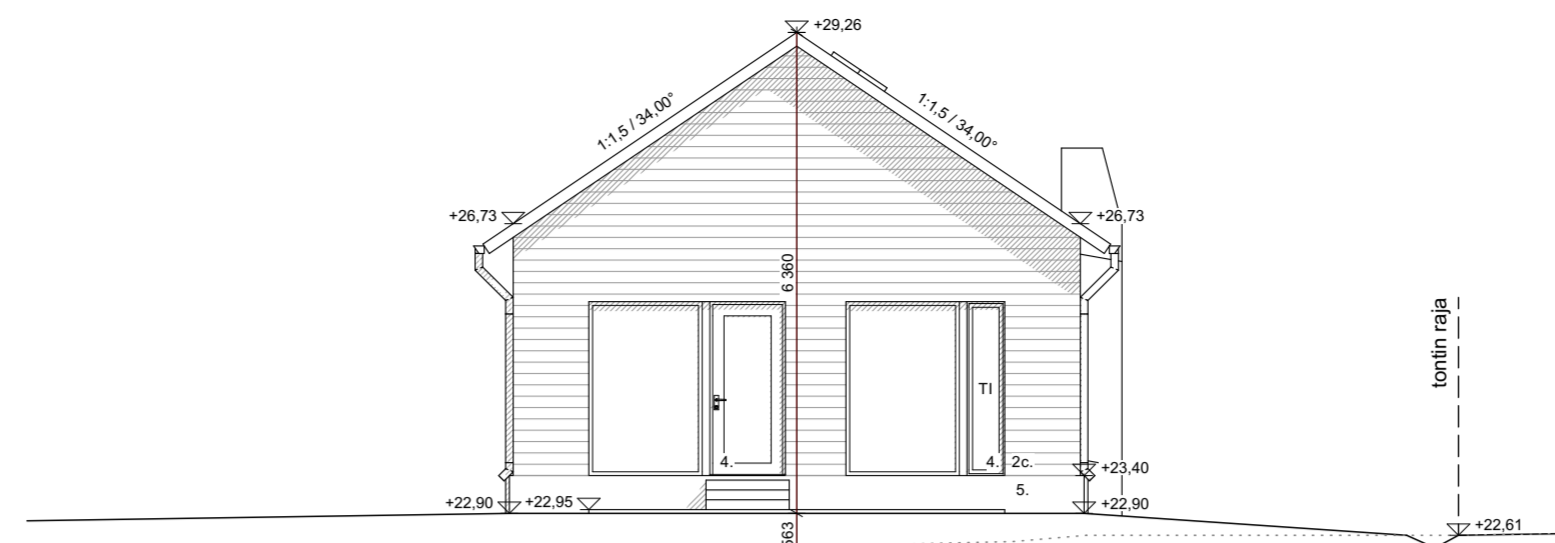 +29,26
1:1,5 / 34,00°
1:1,5 / 34,00°
+26,73
+26,73
6 360
tontin raja
TI
4.
4.
2c.
+23,40
5.
+22,90
+22,95
+22,90
+22,61